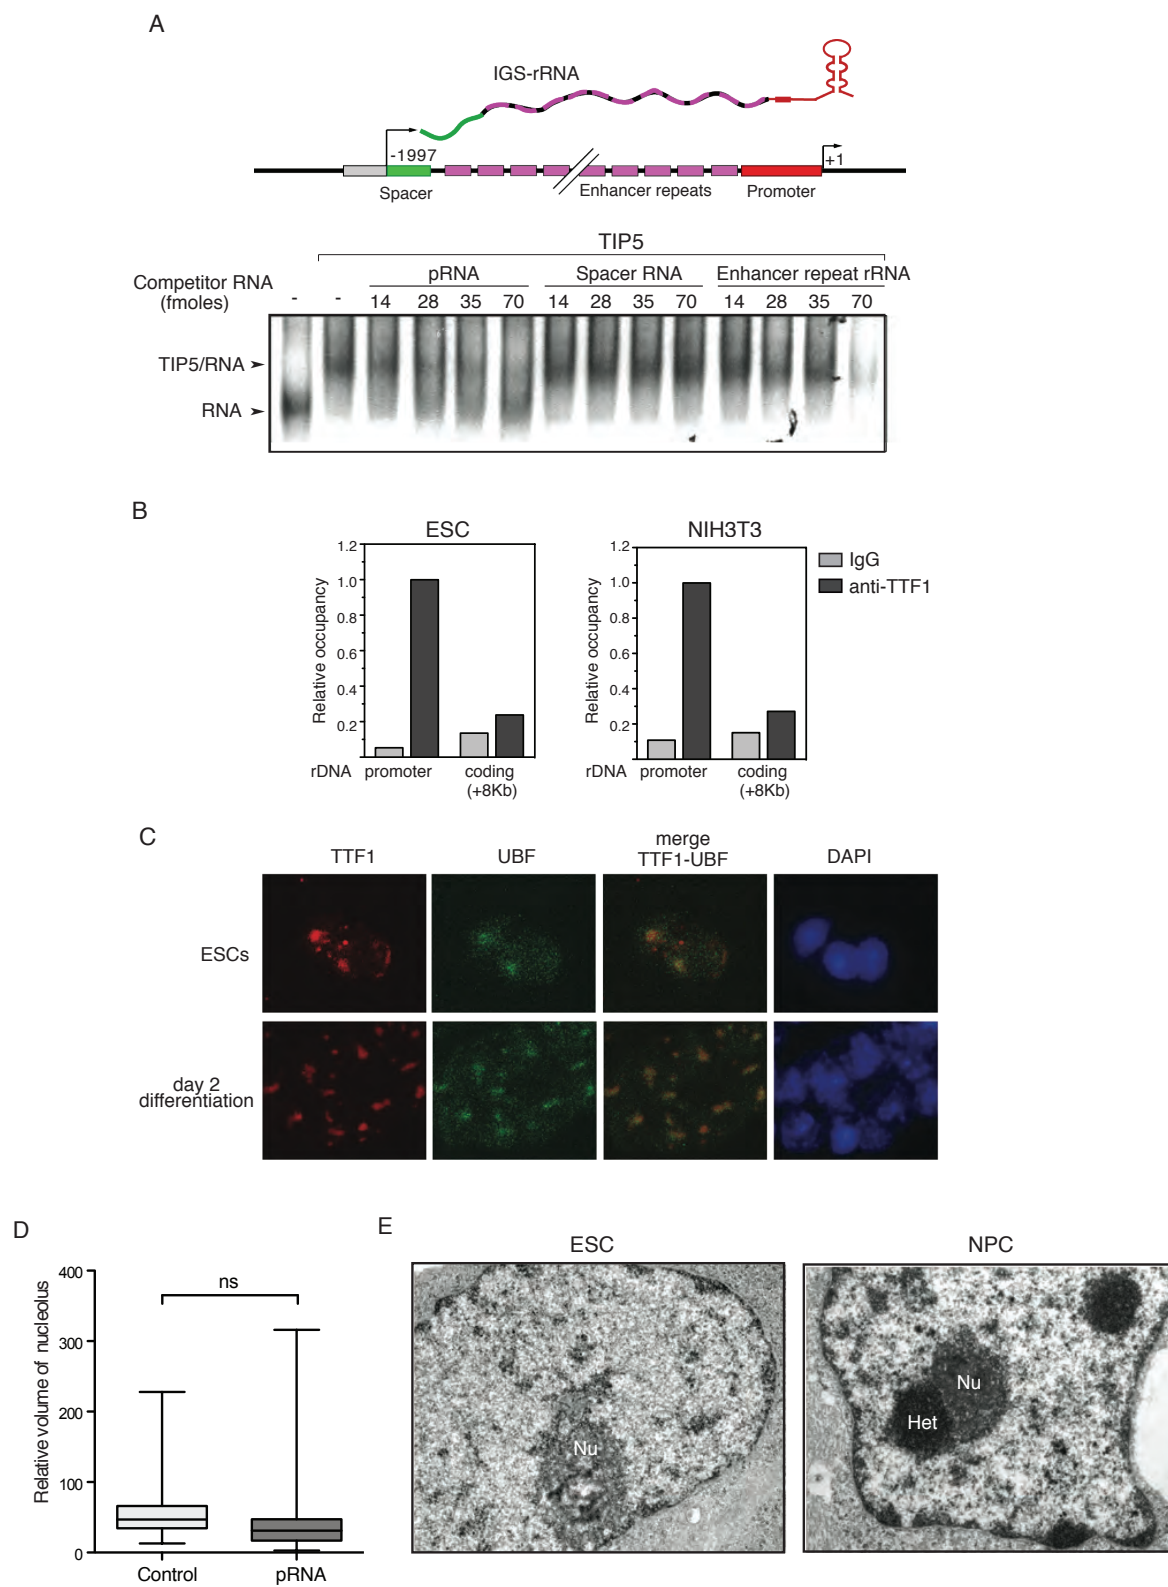 A
IGS-rRNA
-1997
+1
Spacer
Enhancer repeats
Promoter
TIP5
Competitor RNA
(fmoles)
pRNA
Spacer RNA
Enhancer repeat rRNA
- - 14 28 35 70 14 28 35 70 14 28 35 70
TIP5/RNA
RNA
B
ESC
NIH3T3
IgG
anti-TTF1
Relative occupancy
1.2
1.0
0.8
0.6
0.4
0.2
rDNA promoter coding
(+8Kb)
Relative occupancy
1.2
1.0
0.8
0.6
0.4
0.2
rDNA promoter coding
(+8Kb)
C
TTF1
UBF
merge
TTF1-UBF
DAPI
ESCs
day 2
differentiation
D
Relative volume of nucleolus
400
300
200
100
0
ns
Control
pRNA
E
ESC
NPC
Nu
Nu
Het